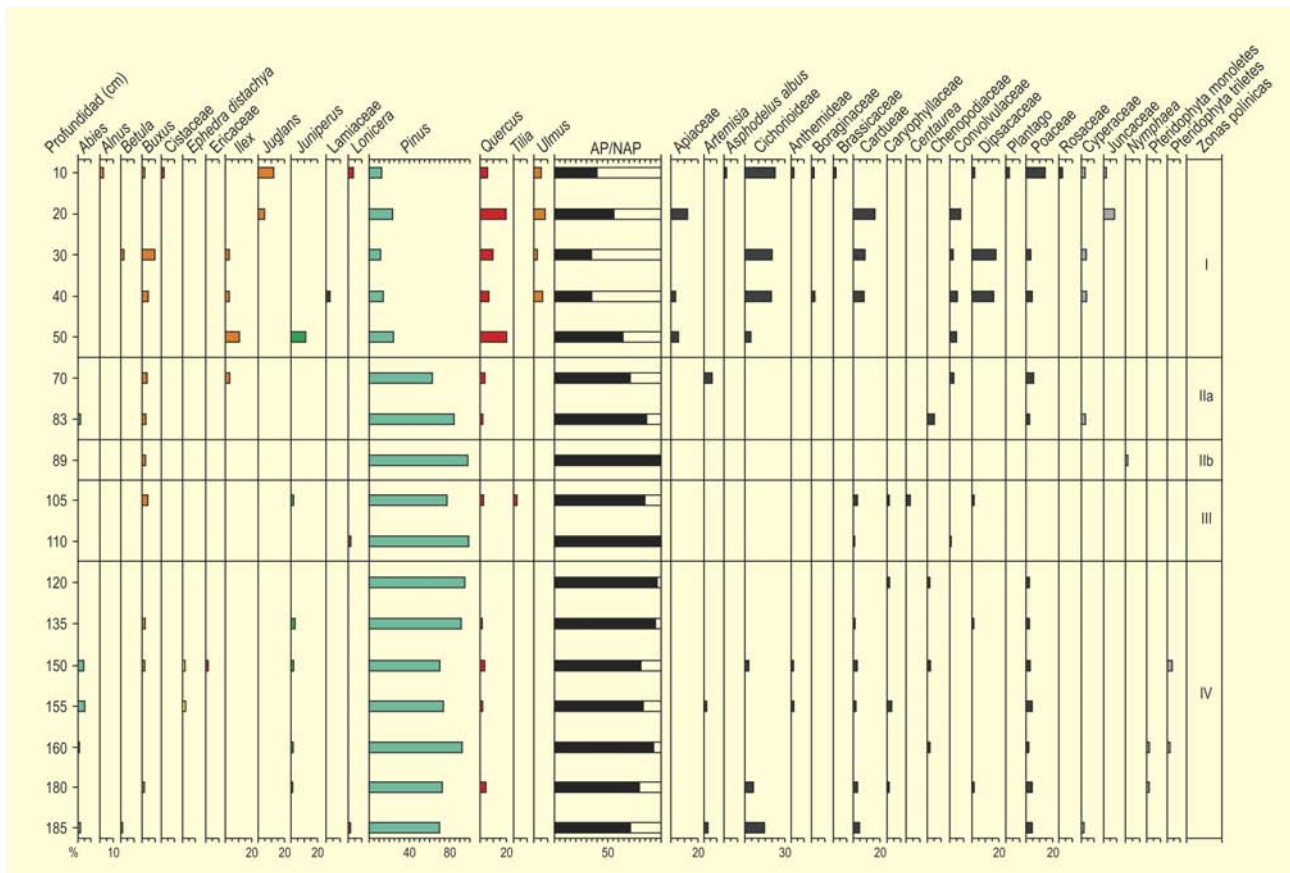 Profundidad (cm)
Abies
Alnus
Betula
Buxus
Cistaceae
Ephedra distachya
Ericaceae
Ilex
Juglans
Juniperus
Lamiaceae
Lonicera
Pinus
Quercus
Tilia
Ulmus
AP/NAP
Apiaceae
Artemisia
Asphodelus albus
Cichorioideae
Anthemideae
Boraginaceae
Brassicaceae
Cardueae
Caryophyllaceae
Centaurea
Chenopodiaceae
Convolvulaceae
Dipsacaceae
Plantago
Poaceae
Rosaceae
Cyperaceae
Juncaceae
Nymphaea
Pteridophyta monoletes
Pteridophyta triletes
Zonas polínicas
10
20
30
40
50
70
83
89
105
110
120
135
150
155
160
180
185
I
IIa
IIb
III
IV
% 10 20 20 20 40 80 20 50 20 30 20 20 20